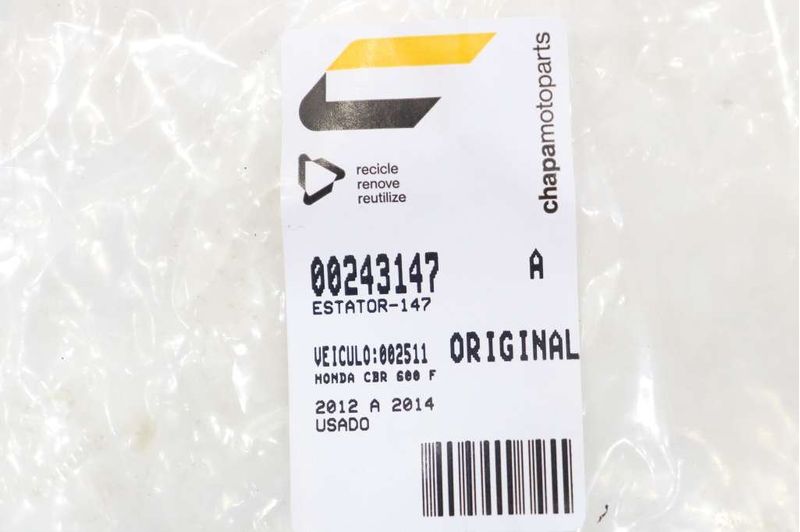 chapamotoparts
recicle
renove
reutilize
00243147 A
ESTATOR-147
VEICULO:002511 ORIGINAL
HONDA CBR 600 F
2012 A 2014
USADO